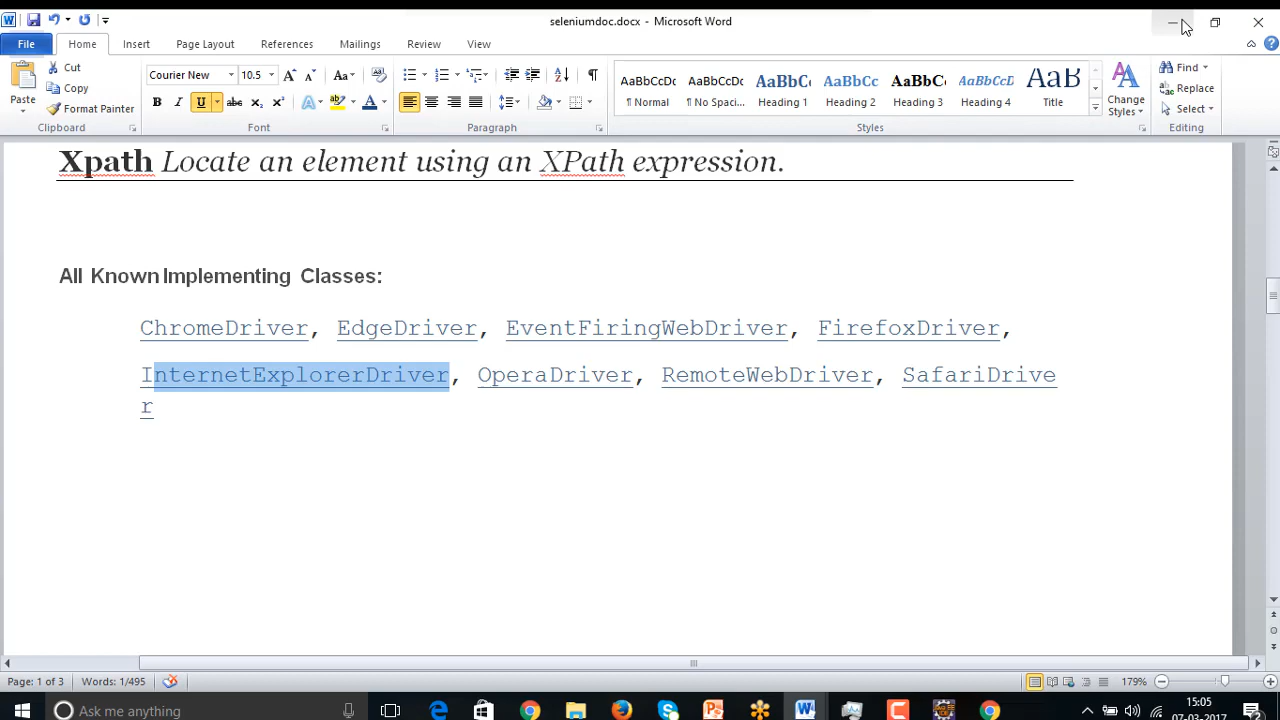 seleniumdoc.docx - Microsoft Word
File Home Insert Page Layout References Mailings Review View
Paste Cut Copy Format Painter
Courier New 10.5
AaBbCcDc AaBbCcDc AaBbC AaBbCc AaBbCc AaBbCcD AaB
¶ Normal ¶ No Spaci... Heading 1 Heading 2 Heading 3 Heading 4 Title
Change Styles
Find Replace Select
Clipboard Font Paragraph Styles Editing
Xpath Locate an element using an XPath expression.
All Known Implementing Classes:
ChromeDriver, EdgeDriver, EventFiringWebDriver, FirefoxDriver,
InternetExplorerDriver, OperaDriver, RemoteWebDriver, SafariDrive
r
Page: 1 of 3 Words: 1/495 179%
Ask me anything 15:05
07-03-2017